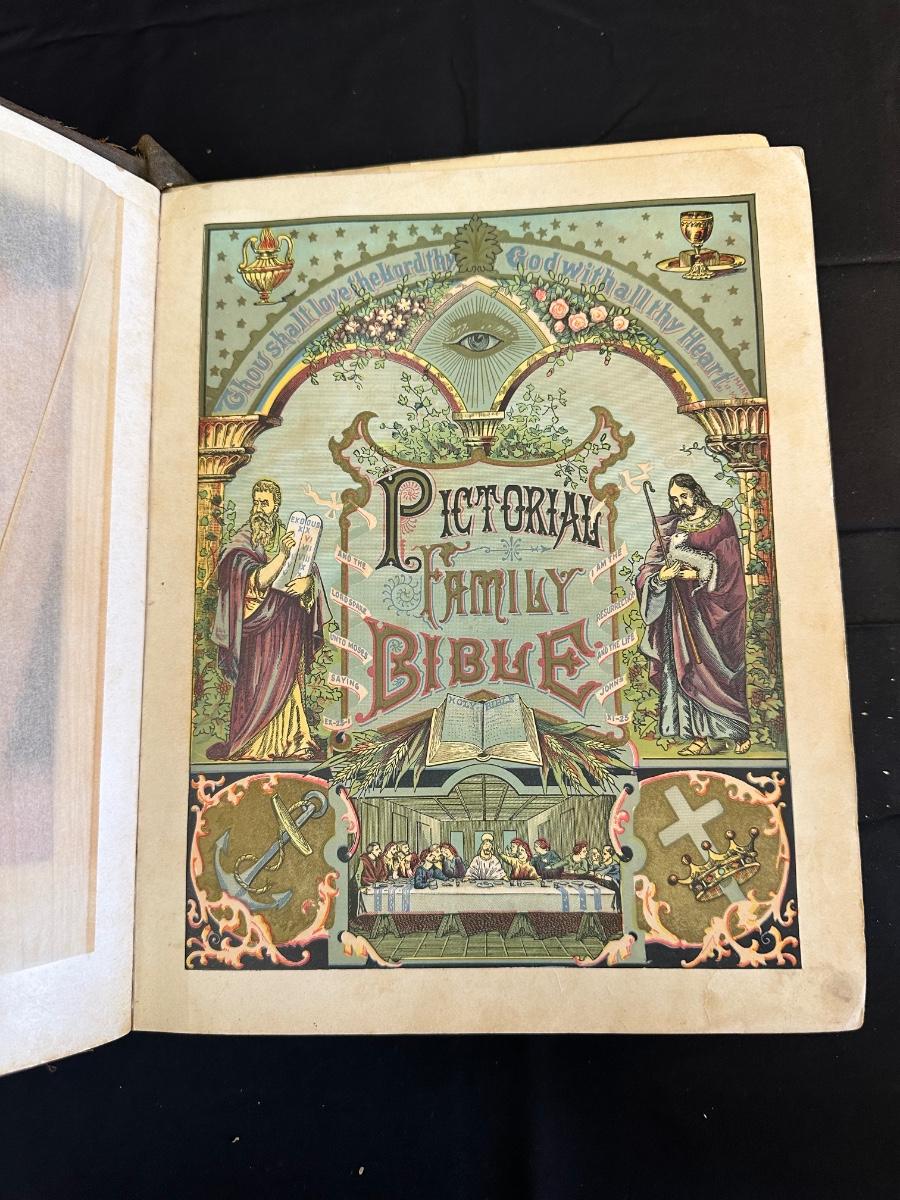 Thou shalt love the Lord thy God with all thy Heart
EXODUS
XX
PICTORIAL
FAMILY
BIBLE
AND THE
LORD SPAKE
UNTO MOSES
SAYING
EX-25-1
I AM THE
RESURRECTION
AND THE LIFE
JOHN
XI-25
HOLY BIBLE